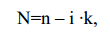 N=n – i ·k,